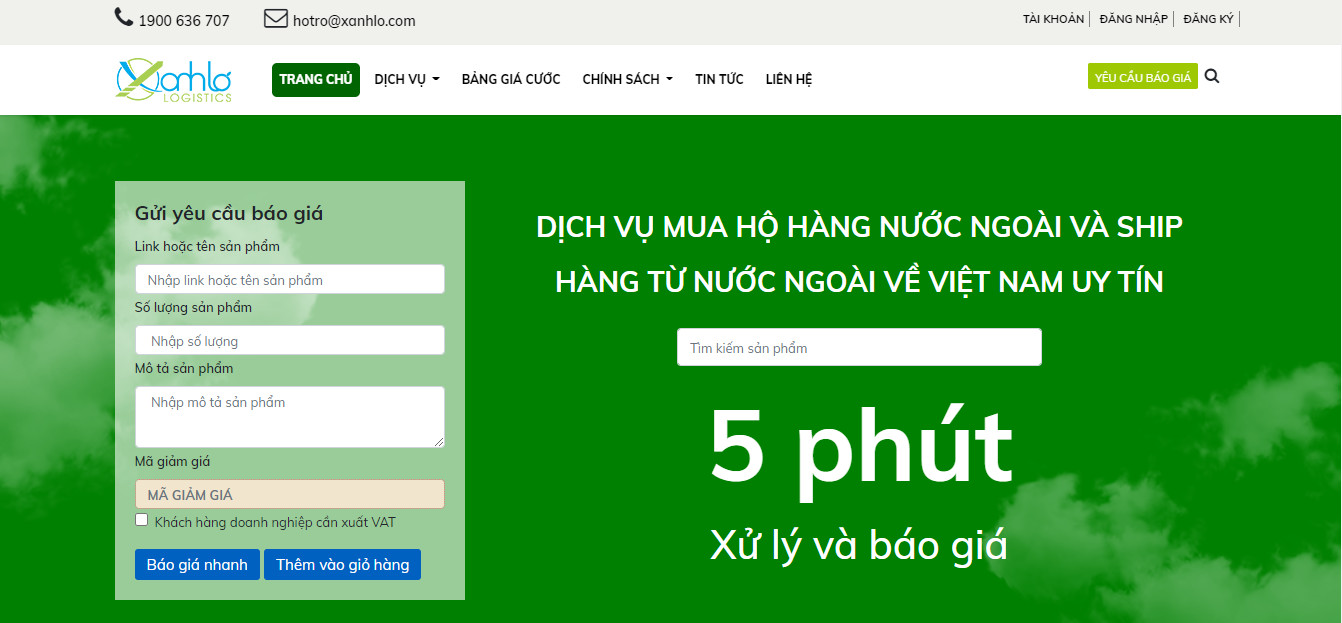 1900 636 707 hotro@xanhlo.com TÀI KHOẢN ĐĂNG NHẬP ĐĂNG KÝ
Xanhlo
LOGISTICS
TRANG CHỦ DỊCH VỤ BẢNG GIÁ CƯỚC CHÍNH SÁCH TIN TỨC LIÊN HỆ YÊU CẦU BÁO GIÁ
Gửi yêu cầu báo giá
Link hoặc tên sản phẩm
Nhập link hoặc tên sản phẩm
Số lượng sản phẩm
Nhập số lượng
Mô tả sản phẩm
Nhập mô tả sản phẩm
Mã giảm giá
MÃ GIẢM GIÁ
Khách hàng doanh nghiệp cần xuất VAT
Báo giá nhanh Thêm vào giỏ hàng
DỊCH VỤ MUA HỘ HÀNG NƯỚC NGOÀI VÀ SHIP
HÀNG TỪ NƯỚC NGOÀI VỀ VIỆT NAM UY TÍN
Tìm kiếm sản phẩm
5 phút
Xử lý và báo giá